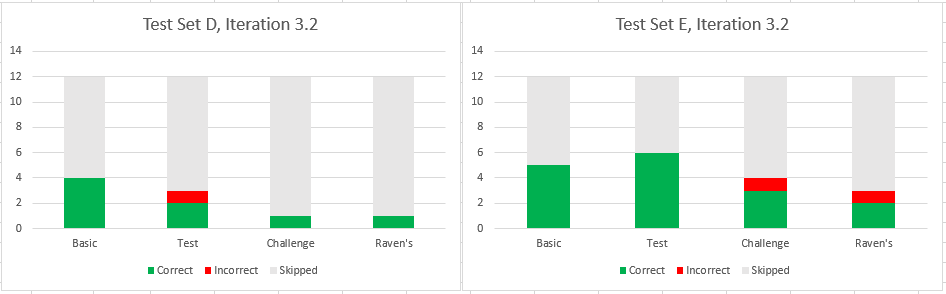 Test Set D, Iteration 3.2
14
12
10
8
6
4
2
0
Basic Test Challenge Raven's
Correct Incorrect Skipped
Test Set E, Iteration 3.2
14
12
10
8
6
4
2
0
Basic Test Challenge Raven's
Correct Incorrect Skipped